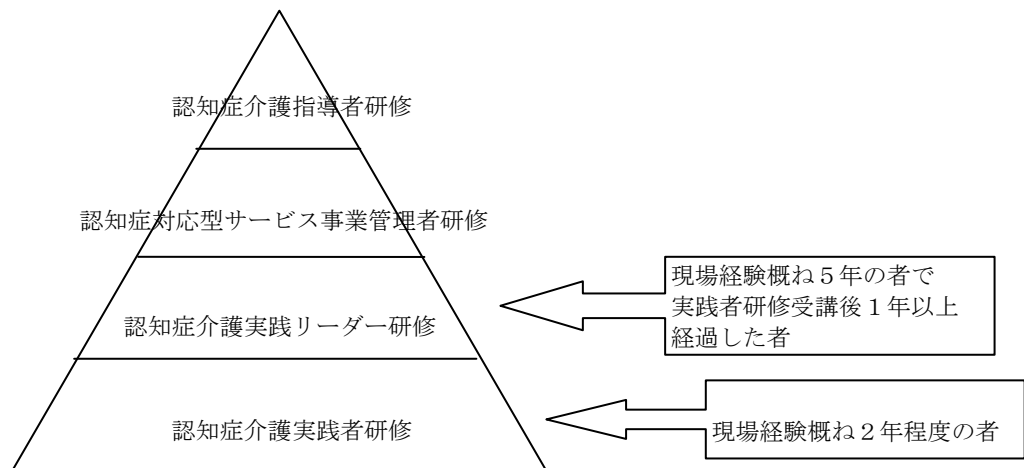 認知症介護指導者研修
認知症対応型サービス事業管理者研修
現場経験概ね５年の者で
実践者研修受講後１年以上
経過した者
認知症介護実践リーダー研修
認知症介護実践者研修
現場経験概ね２年程度の者